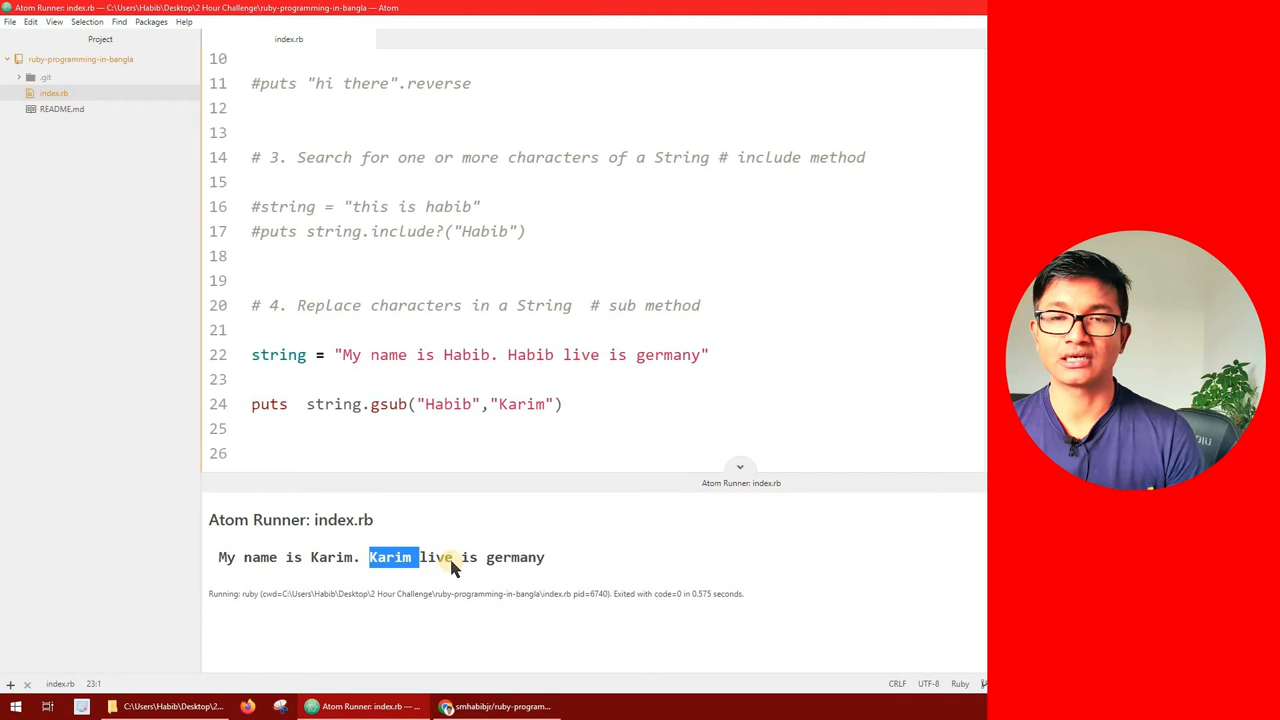 Atom Runner: index.rb — C:\Users\Habib\Desktop\2 Hour Challenge\ruby-programming-in-bangla — Atom
File Edit View Selection Find Packages Help
Project
index.rb
ruby-programming-in-bangla
.git
index.rb
README.md
10
11 #puts "hi there".reverse
12
13
14 # 3. Search for one or more characters of a String # include method
15
16 #string = "this is habib"
17 #puts string.include?("Habib")
18
19
20 # 4. Replace characters in a String # sub method
21
22 string = "My name is Habib. Habib live is germany"
23
24 puts string.gsub("Habib","Karim")
25
26
Atom Runner: index.rb
Atom Runner: index.rb
My name is Karim. Karim live is germany
Running: ruby (cwd=C:\Users\Habib\Desktop\2 Hour Challenge\ruby-programming-in-bangla\index.rb pid=6740). Exited with code=0 in 0.575 seconds.
index.rb 23:1 CRLF UTF-8 Ruby
C:\Users\Habib\Desktop\2... Atom Runner: index.rb — ... smhabibjr/ruby-program...